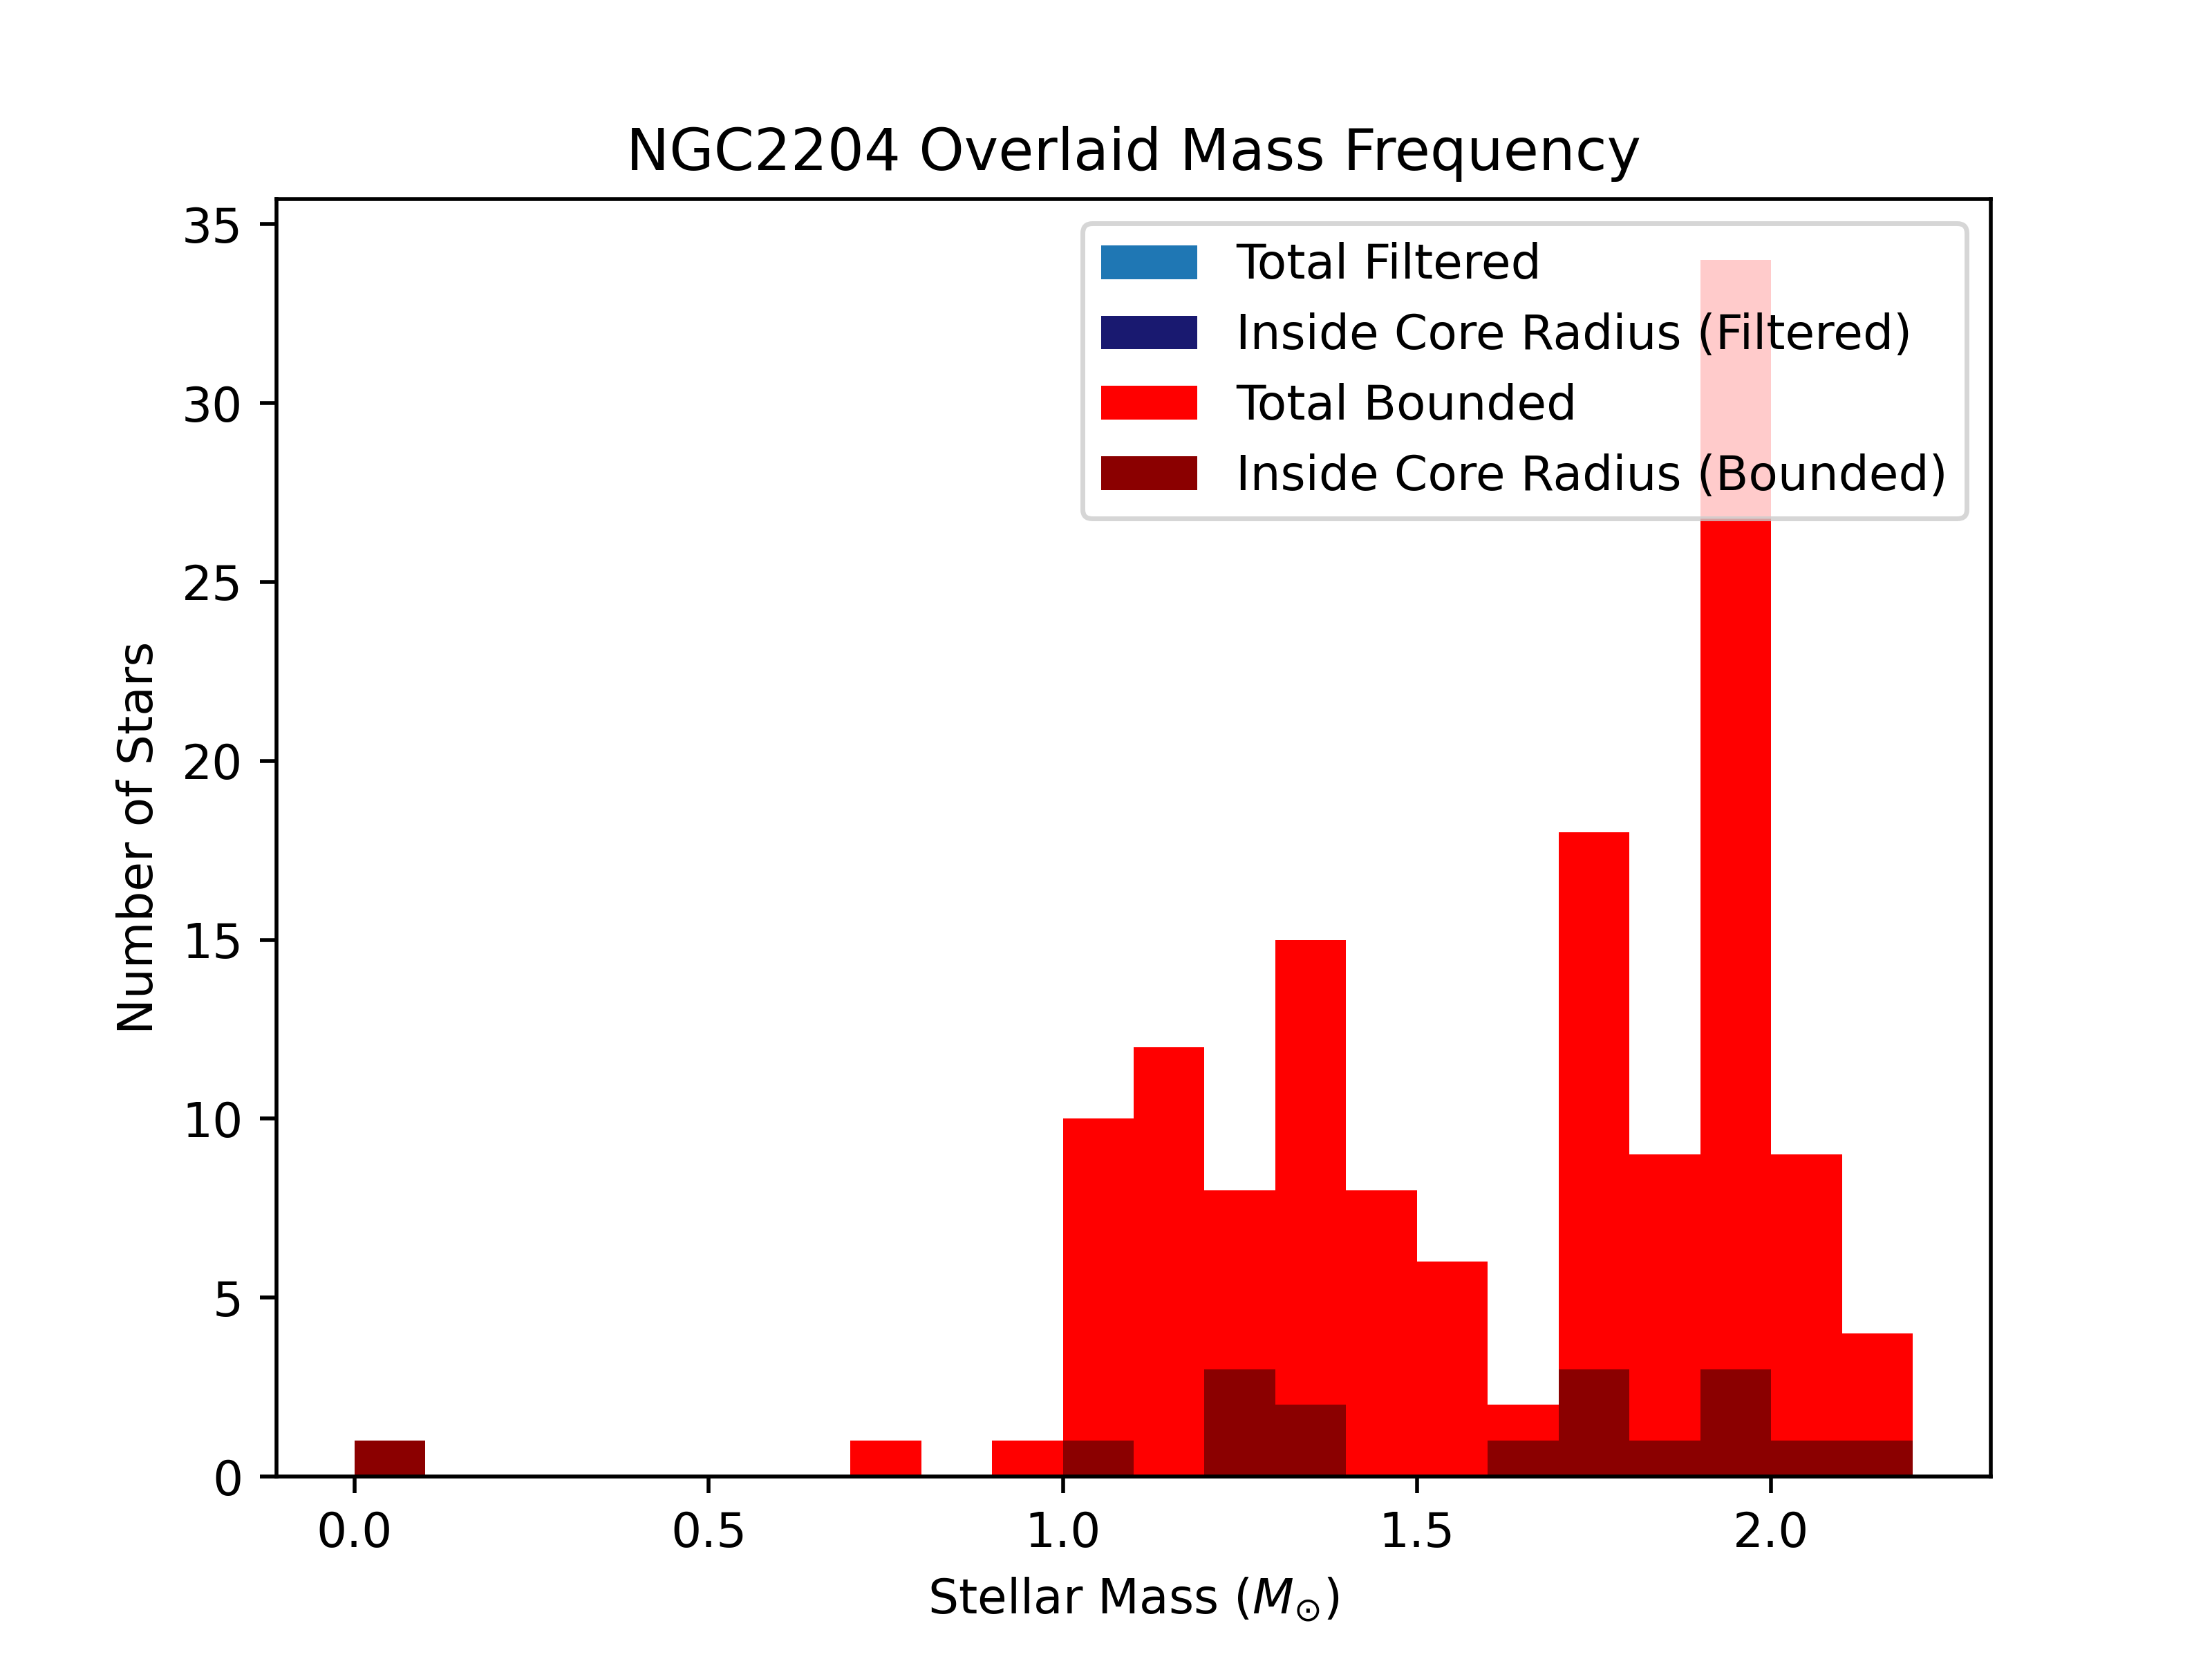 NGC2204 Overlaid Mass Frequency
Total Filtered
Inside Core Radius (Filtered)
Total Bounded
Inside Core Radius (Bounded)
35
30
25
20
15
10
5
0
Number of Stars
0.0 0.5 1.0 1.5 2.0
Stellar Mass (M⊙)